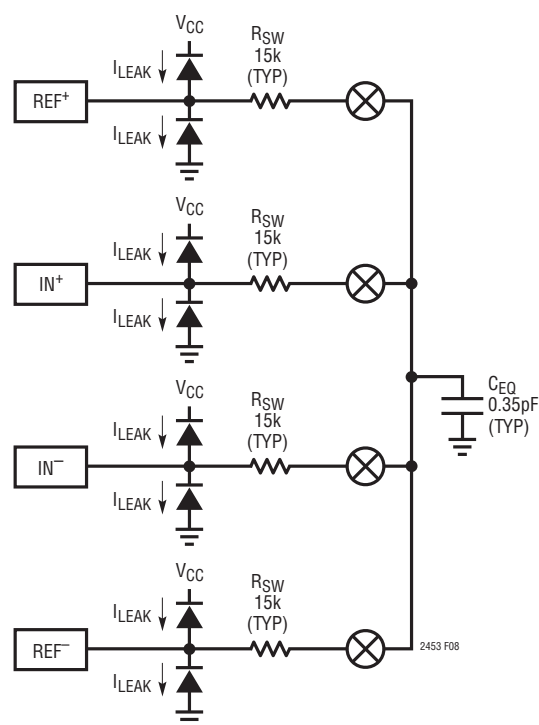 VCC
ILEAK
RSW
15k
(TYP)
REF+
ILEAK
VCC
ILEAK
RSW
15k
(TYP)
IN+
ILEAK
VCC
ILEAK
RSW
15k
(TYP)
IN−
ILEAK
CEQ
0.35pF
(TYP)
VCC
ILEAK
RSW
15k
(TYP)
REF−
ILEAK
2453 F08